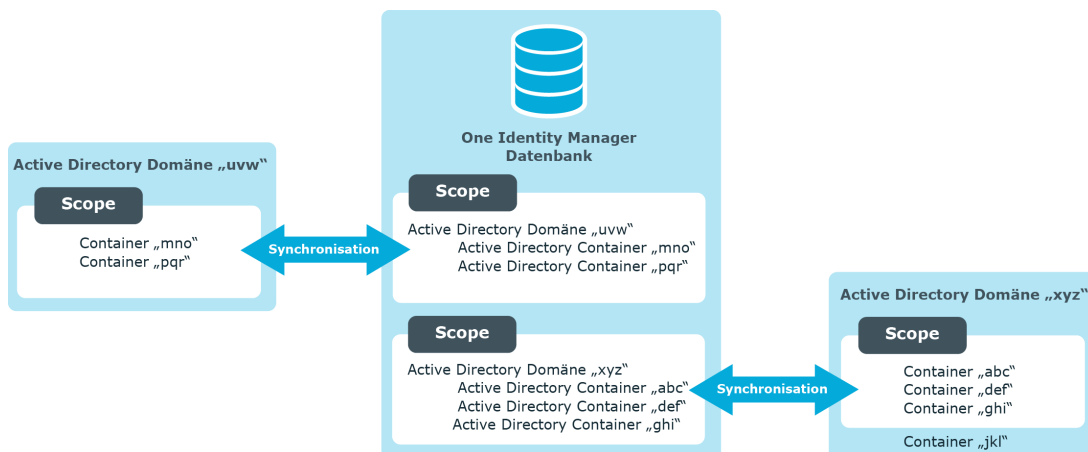 Active Directory Domäne „uvw“
Scope
Container „mno“
Container „pqr“
Synchronisation
One Identity Manager
Datenbank
Scope
Active Directory Domäne „uvw“
Active Directory Container „mno“
Active Directory Container „pqr“
Scope
Active Directory Domäne „xyz“
Active Directory Container „abc“
Active Directory Container „def“
Active Directory Container „ghi“
Synchronisation
Active Directory Domäne „xyz“
Scope
Container „abc“
Container „def“
Container „ghi“
Container „jkl“